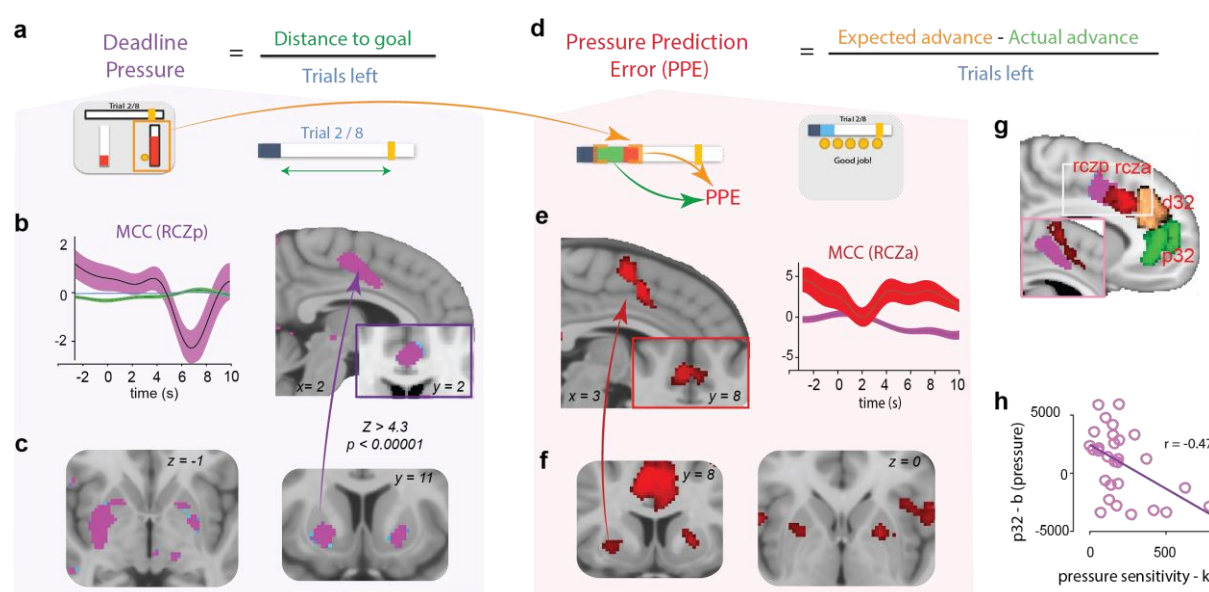 a
Deadline
Pressure
=
Distance to goal
Trials left
Trial 2/8
Trial 2 / 8
d
Pressure Prediction
Error (PPE)
=
Expected advance - Actual advance
Trials left
Trial 2/8
Good job!
PPE
b
MCC (RCZp)
2
0
-2
-2 0 2 4 6 8 10
time (s)
x= 2
y = 2
Z > 4.3
p < 0.00001
c
z = -1
y = 11
e
x = 3
y = 8
MCC (RCZa)
5
0
-5
-2 0 2 4 6 8 10
time (s)
f
y = 8
z = 0
g
rczp rcza
d32
p32
h
5000
0
-5000
p32 - b (pressure)
r = -0.47
0 500
pressure sensitivity - k